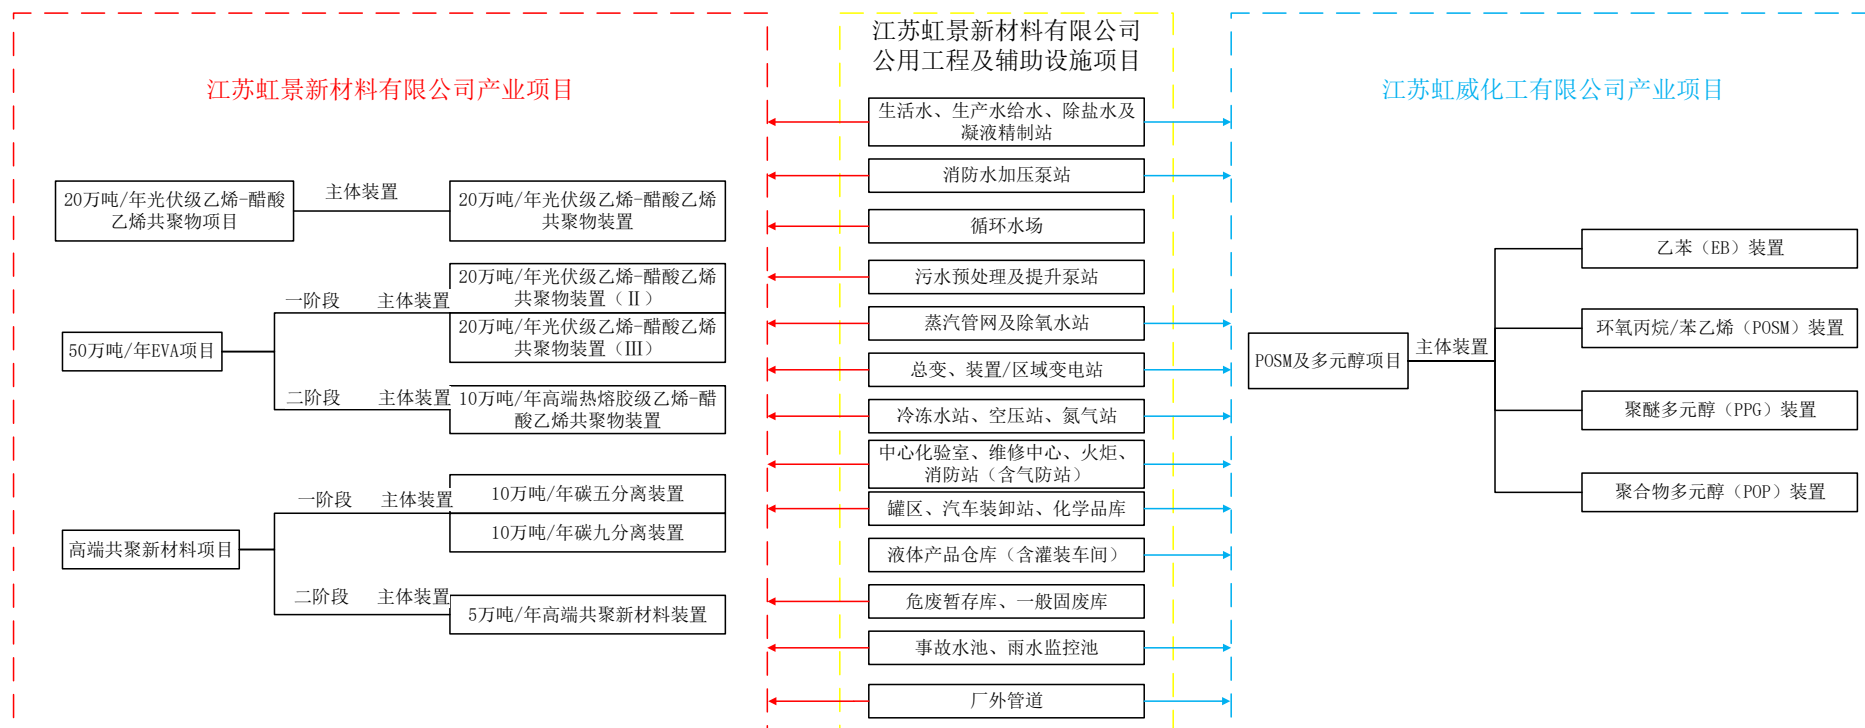 江苏虹景新材料有限公司产业项目
20万吨/年光伏级乙烯-醋酸
乙烯共聚物项目
主体装置
20万吨/年光伏级乙烯-醋酸乙烯
共聚物装置
50万吨/年EVA项目
一阶段
主体装置
20万吨/年光伏级乙烯-醋酸乙烯
共聚物装置（Ⅱ）
20万吨/年光伏级乙烯-醋酸乙烯
共聚物装置（Ⅲ）
二阶段
主体装置
10万吨/年高端热熔胶级乙烯-醋
酸乙烯共聚物装置
高端共聚新材料项目
一阶段
主体装置
10万吨/年碳五分离装置
10万吨/年碳九分离装置
二阶段
主体装置
5万吨/年高端共聚新材料装置
江苏虹景新材料有限公司
公用工程及辅助设施项目
生活水、生产水给水、除盐水及
凝液精制站
消防水加压泵站
循环水场
污水预处理及提升泵站
蒸汽管网及除氧水站
总变、装置/区域变电站
冷冻水站、空压站、氮气站
中心化验室、维修中心、火炬、
消防站（含气防站）
罐区、汽车装卸站、化学品库
液体产品仓库（含灌装车间）
危废暂存库、一般固废库
事故水池、雨水监控池
厂外管道
江苏虹威化工有限公司产业项目
POSM及多元醇项目
主体装置
乙苯（EB）装置
环氧丙烷/苯乙烯（POSM）装置
聚醚多元醇（PPG）装置
聚合物多元醇（POP）装置